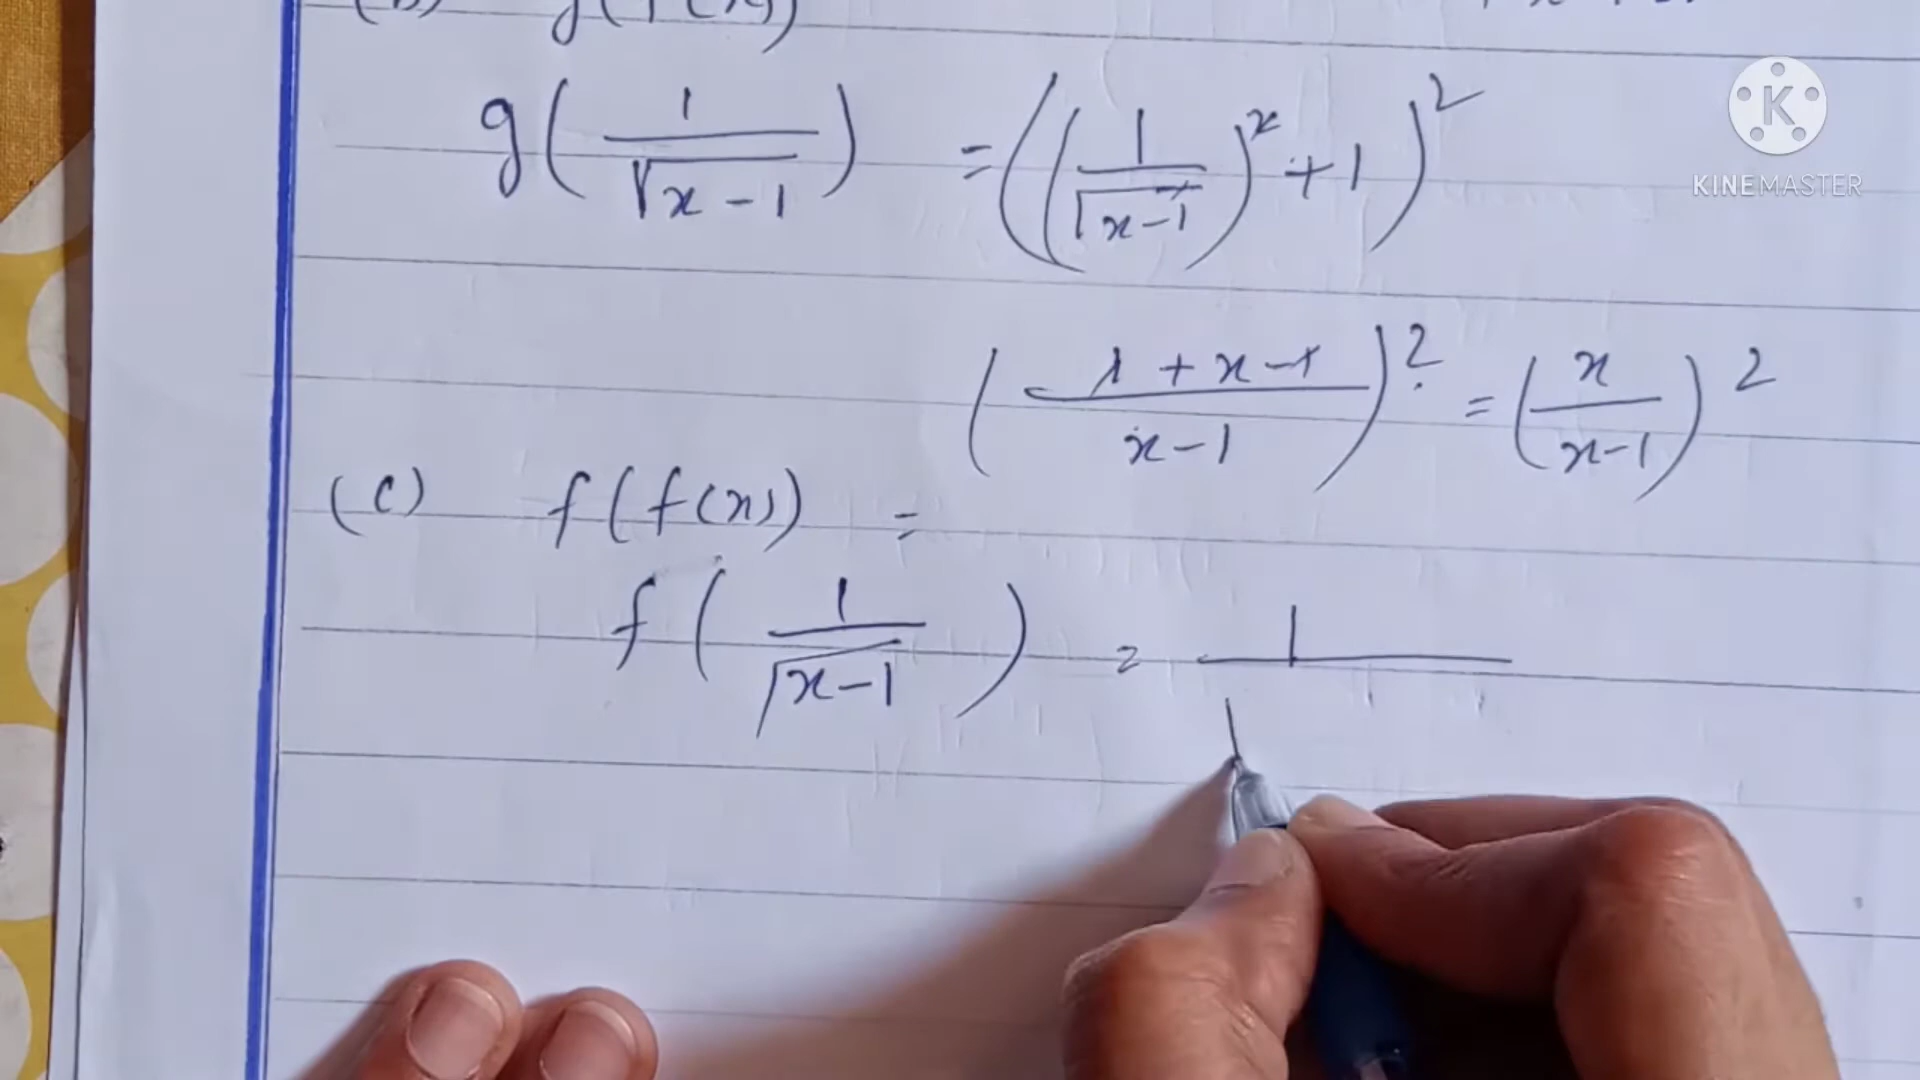 (b) g(f(x))
g(1/√x-1) = ((1/√x-1)^2 + 1)^2
KINEMASTER
(1 + x - 1 / x-1)^2 = (x / x-1)^2
(c) f(f(x)) =
f(1/√x-1) = 1